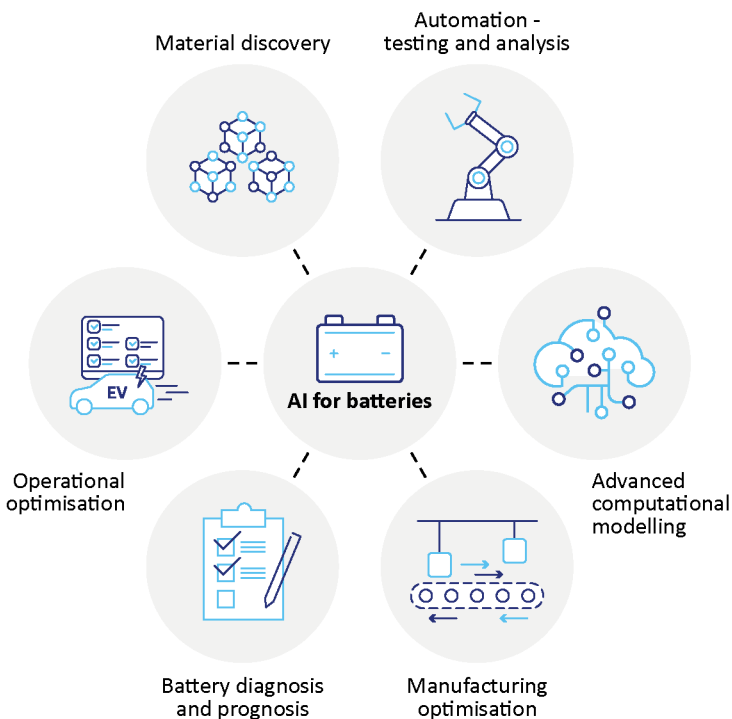 Material discovery
Automation -
testing and analysis
EV
+ -
AI for batteries
Operational
optimisation
Advanced
computational
modelling
Battery diagnosis
and prognosis
Manufacturing
optimisation